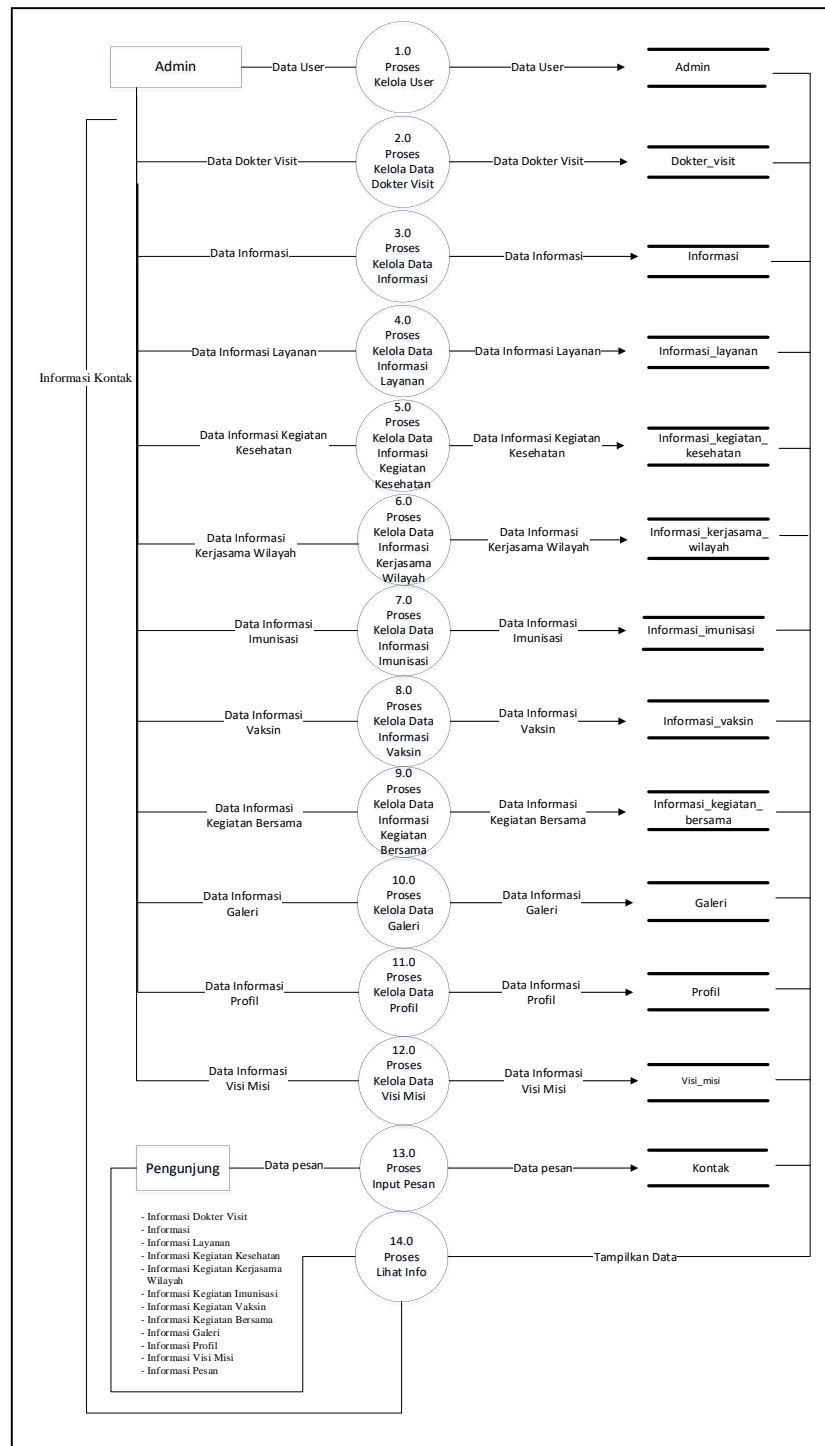 Admin
Data User
1.0
Proses
Kelola User
Data User
Admin
Data Dokter Visit
2.0
Proses
Kelola Data
Dokter Visit
Data Dokter Visit
Dokter_visit
Data Informasi
3.0
Proses
Kelola Data
Informasi
Data Informasi
Informasi
Data Informasi Layanan
4.0
Proses
Kelola Data
Informasi
Layanan
Data Informasi Layanan
Informasi_layanan
Informasi Kontak
Data Informasi Kegiatan
Kesehatan
5.0
Proses
Kelola Data
Informasi
Kegiatan
Kesehatan
Data Informasi Kegiatan
Kesehatan
Informasi_kegiatan_
kesehatan
Data Informasi
Kerjasama Wilayah
6.0
Proses
Kelola Data
Informasi
Kerjasama
Wilayah
Data Informasi
Kerjasama Wilayah
Informasi_kerjasama_
wilayah
Data Informasi
Imunisasi
7.0
Proses
Kelola Data
Informasi
Imunisasi
Data Informasi
Imunisasi
Informasi_imunisasi
Data Informasi
Vaksin
8.0
Proses
Kelola Data
Informasi
Vaksin
Data Informasi
Vaksin
Informasi_vaksin
Data Informasi
Kegiatan Bersama
9.0
Proses
Kelola Data
Informasi
Kegiatan
Bersama
Data Informasi
Kegiatan Bersama
Informasi_kegiatan_
bersama
Data Informasi
Galeri
10.0
Proses
Kelola Data
Galeri
Data Informasi
Galeri
Galeri
Data Informasi
Profil
11.0
Proses
Kelola Data
Profil
Data Informasi
Profil
Profil
Data Informasi
Visi Misi
12.0
Proses
Kelola Data
Visi Misi
Data Informasi
Visi Misi
Visi_misi
Pengunjung
Data pesan
13.0
Proses
Input Pesan
Data pesan
Kontak
- Informasi Dokter Visit
- Informasi
- Informasi Layanan
- Informasi Kegiatan Kesehatan
- Informasi Kegiatan Kerjasama
Wilayah
- Informasi Kegiatan Imunisasi
- Informasi Kegiatan Vaksin
- Informasi Kegiatan Bersama
- Informasi Galeri
- Informasi Profil
- Informasi Visi Misi
- Informasi Pesan
14.0
Proses
Lihat Info
Tampilkan Data